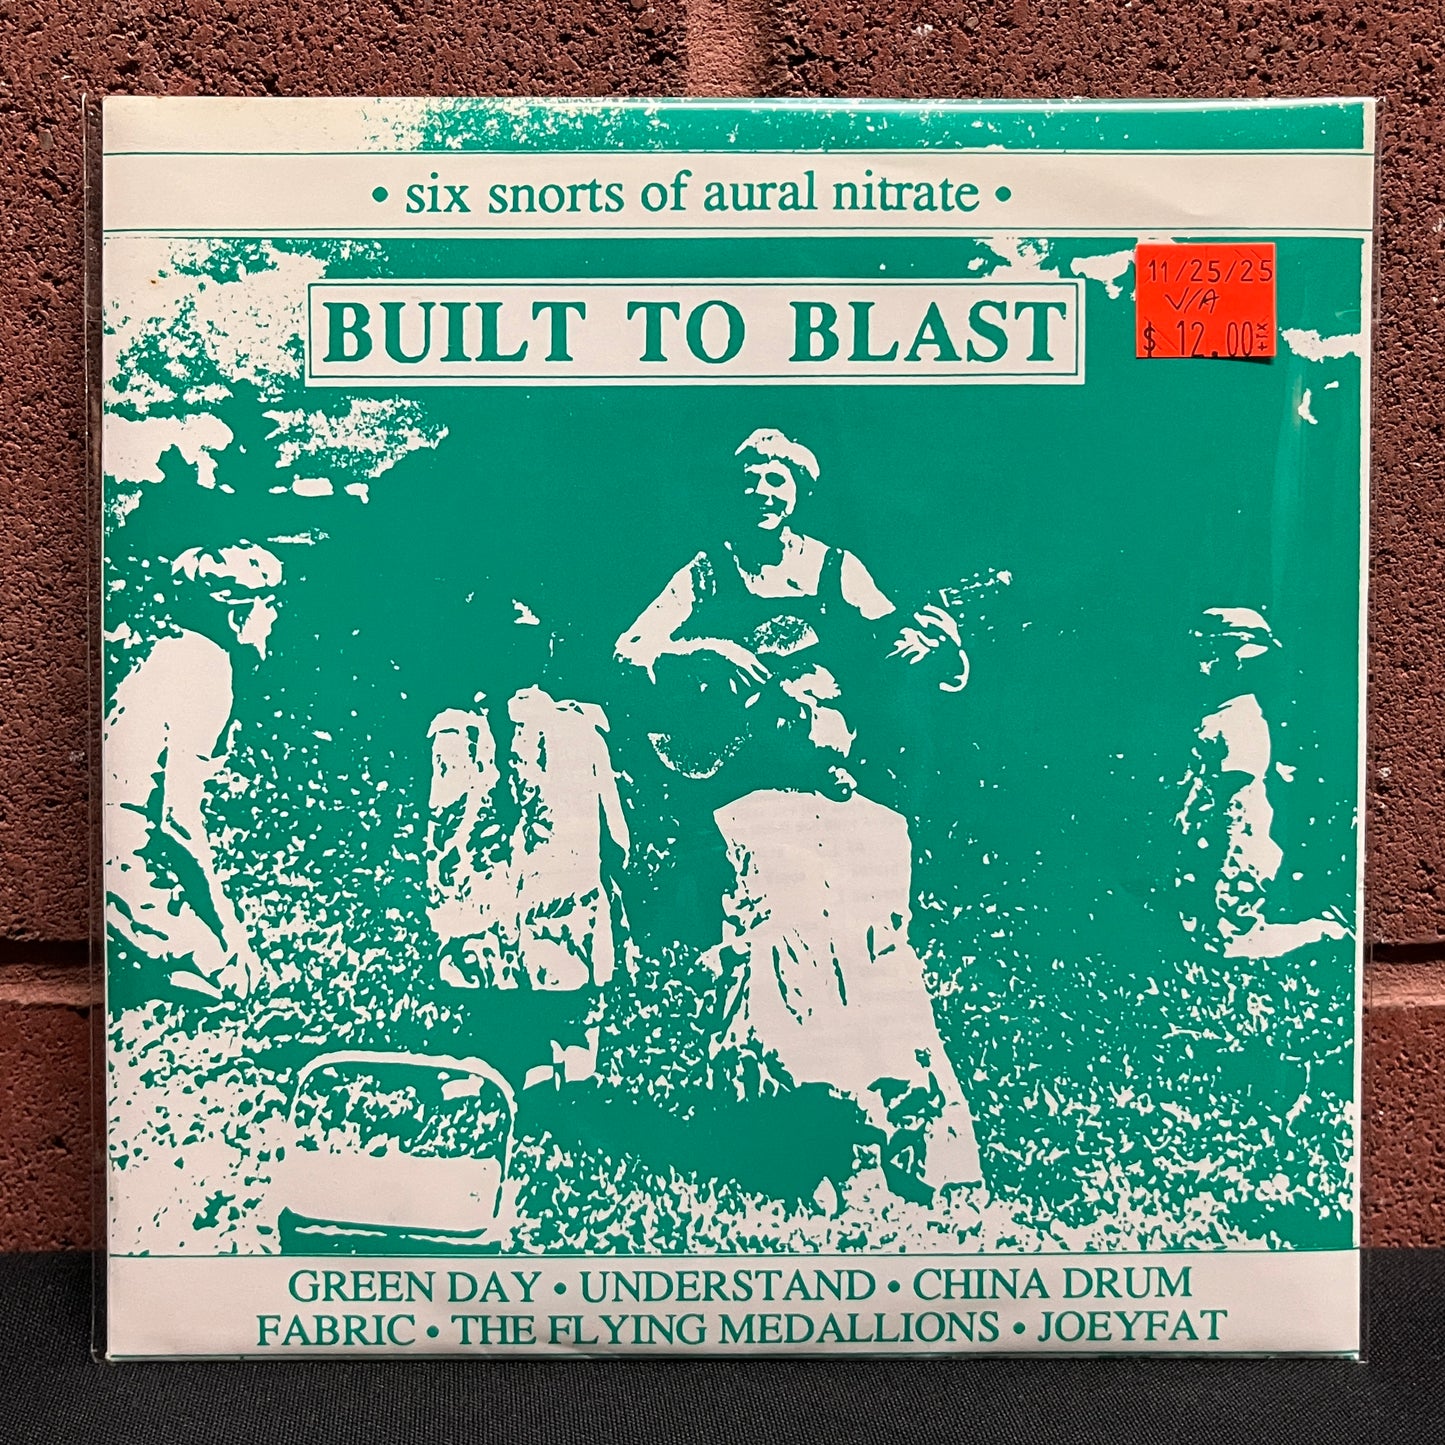 • six snorts of aural nitrate •
BUILT TO BLAST
11/25/25
V/A
$ 12.00 +tx
GREEN DAY • UNDERSTAND • CHINA DRUM
FABRIC • THE FLYING MEDALLIONS • JOEYFAT